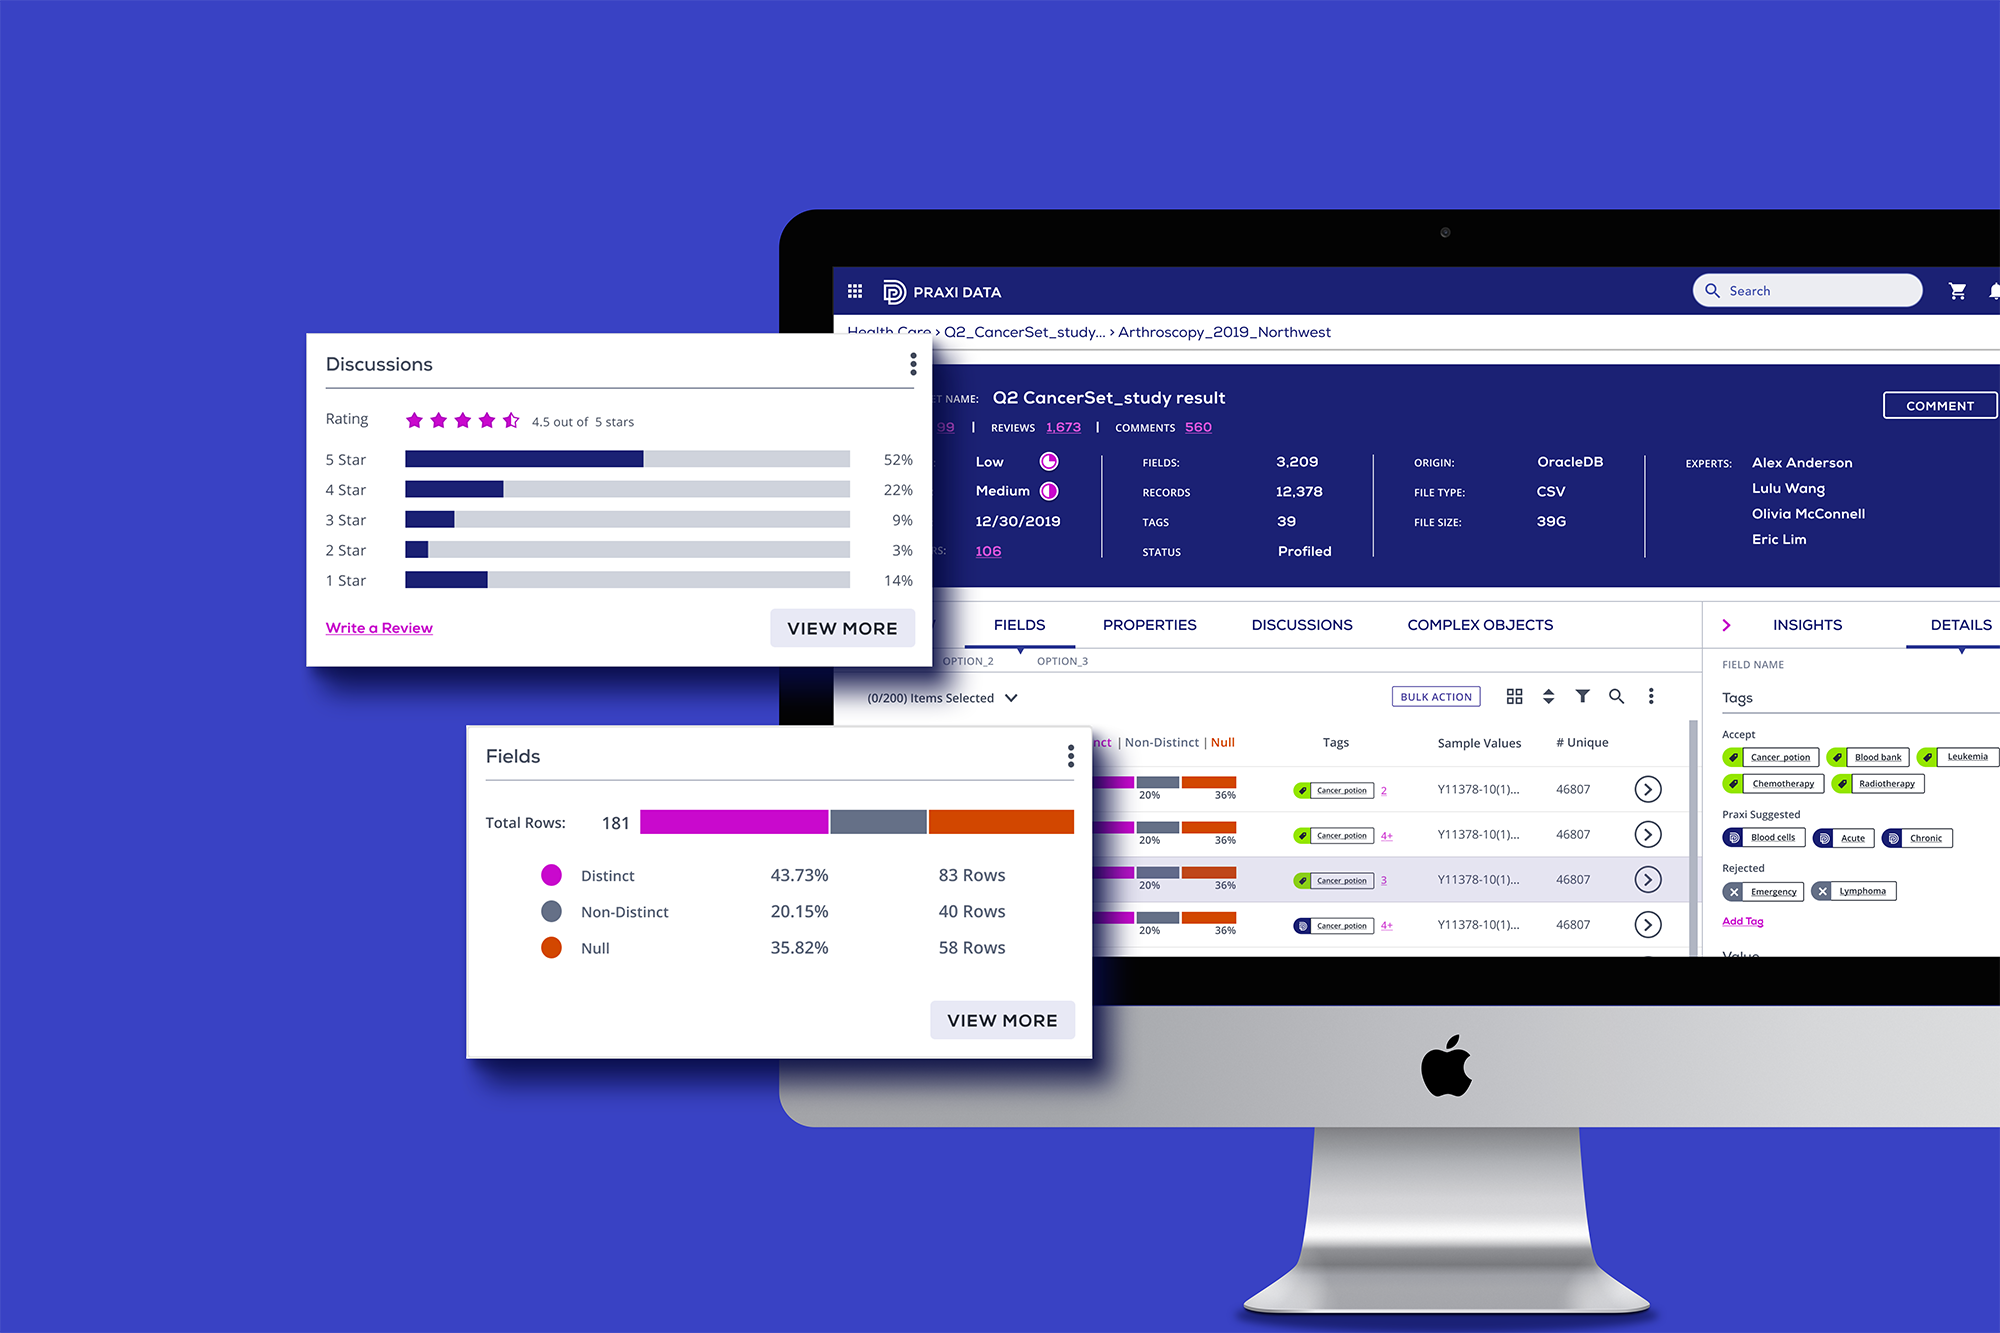 PRAXI DATA
Search
Health Care › Q2_CancerSet_study... › Arthroscopy_2019_Northwest
Discussions
Rating
4.5 out of 5 stars
5 Star 52%
4 Star 22%
3 Star 9%
2 Star 3%
1 Star 14%
Write a Review
VIEW MORE
NAME: Q2 CancerSet_study result
COMMENT
99 | REVIEWS 1,673 | COMMENTS 560
Low
Medium
12/30/2019
RS: 106
FIELDS: 3,209
RECORDS 12,378
TAGS 39
STATUS Profiled
ORIGIN: OracleDB
FILE TYPE: CSV
FILE SIZE: 39G
EXPERTS: Alex Anderson
Lulu Wang
Olivia McConnell
Eric Lim
FIELDS PROPERTIES DISCUSSIONS COMPLEX OBJECTS
OPTION_2 OPTION_3
(0/200) Items Selected
BULK ACTION
nct | Non-Distinct | Null Tags Sample Values # Unique
20% 36% Cancer_potion 2 Y11378-10(1)... 46807
20% 36% Cancer_potion 4+ Y11378-10(1)... 46807
20% 36% Cancer_potion 3 Y11378-10(1)... 46807
20% 36% Cancer_potion 4+ Y11378-10(1)... 46807
INSIGHTS DETAILS
FIELD NAME
Tags
Accept
Cancer_potion Blood bank Leukemia
Chemotherapy Radiotherapy
Praxi Suggested
Blood cells Acute Chronic
Rejected
Emergency Lymphoma
Add Tag
Value
Fields
Total Rows: 181
Distinct 43.73% 83 Rows
Non-Distinct 20.15% 40 Rows
Null 35.82% 58 Rows
VIEW MORE